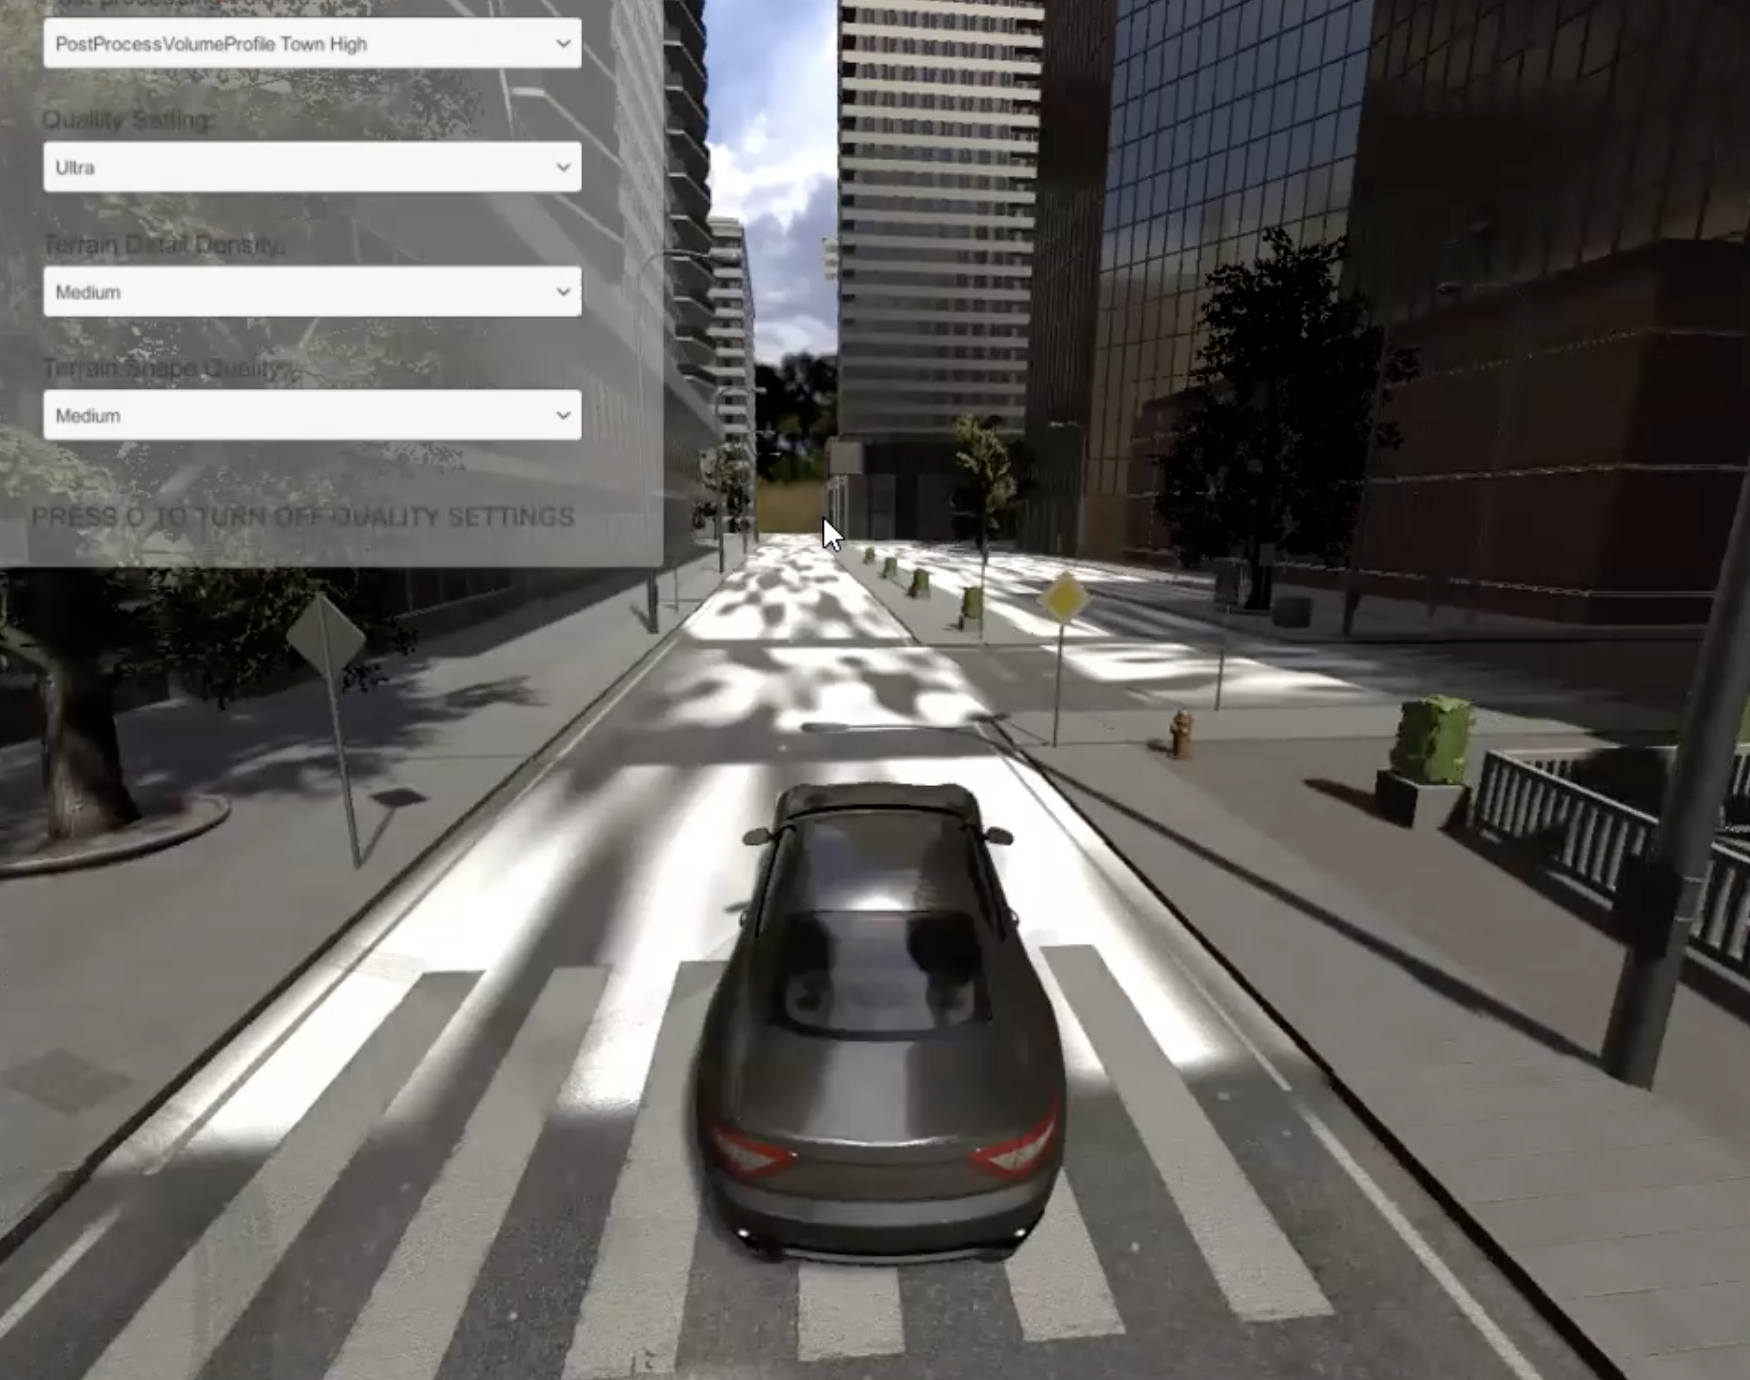 PostProcessVolumeProfile Town High
Quality Setting:
Ultra
Terrain Detail Density:
Medium
Terrain Shape Quality:
Medium
PRESS O TO TURN OFF QUALITY SETTINGS